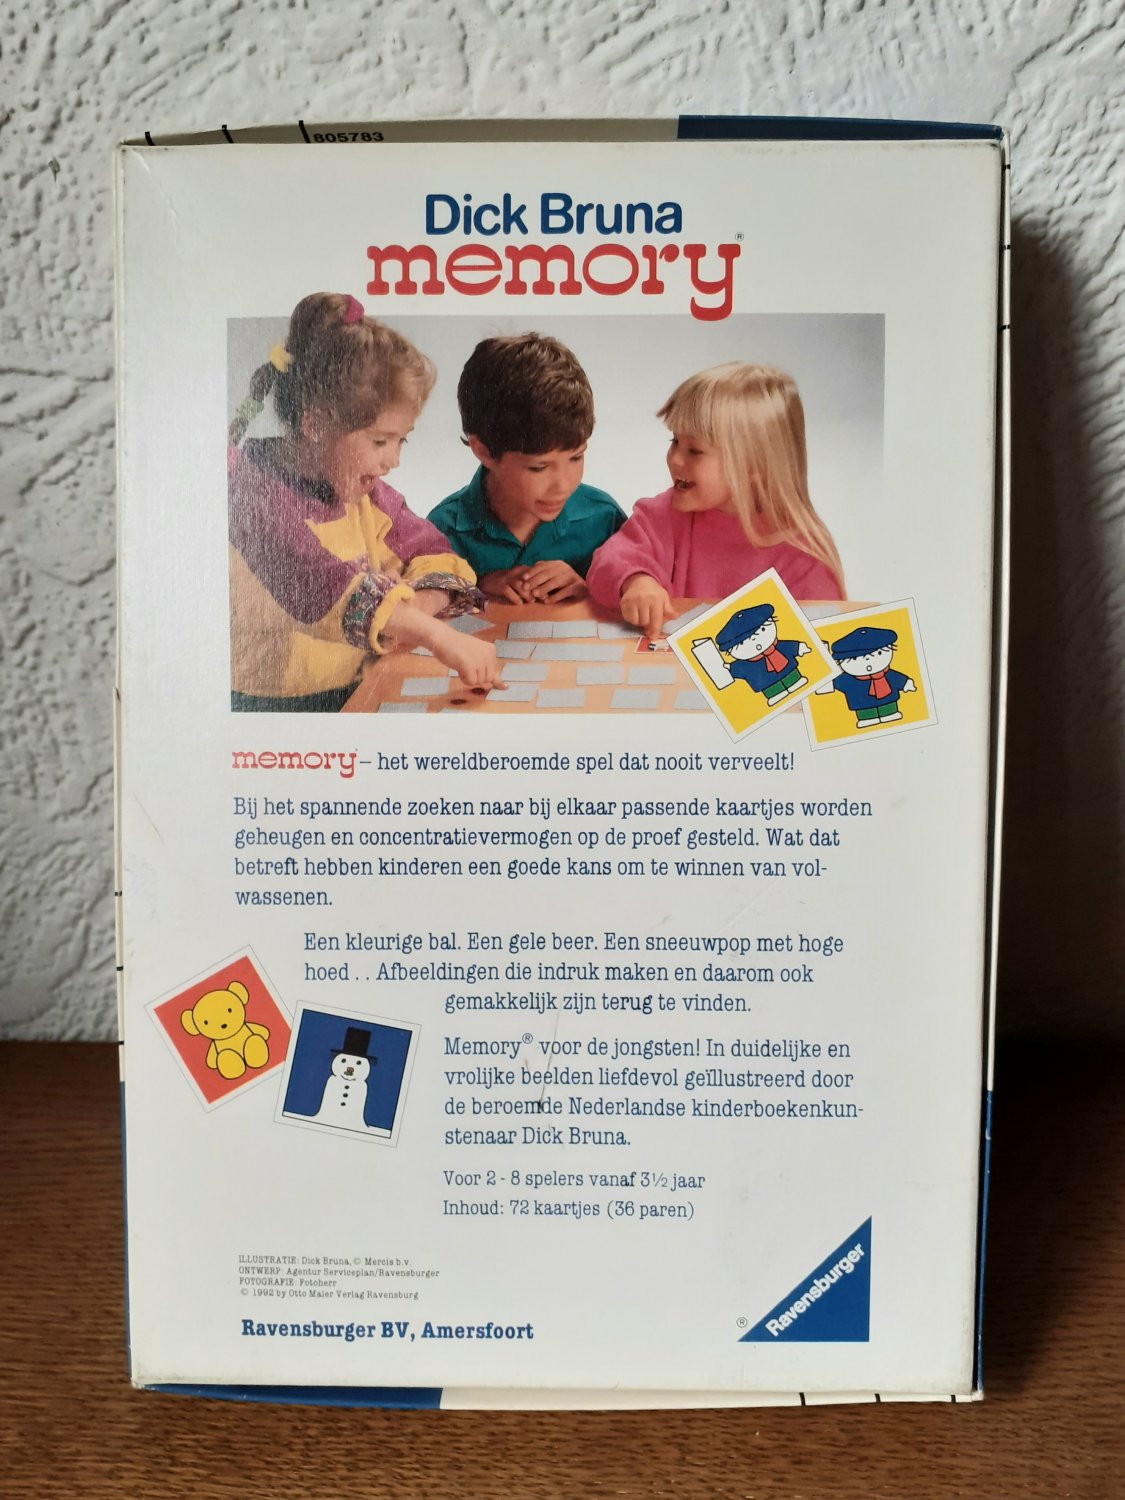 805783
Dick Bruna
memory®
memory – het wereldberoemde spel dat nooit verveelt!
Bij het spannende zoeken naar bij elkaar passende kaartjes worden
geheugen en concentratievermogen op de proef gesteld. Wat dat
betreft hebben kinderen een goede kans om te winnen van vol-
wassenen.
Een kleurige bal. Een gele beer. Een sneeuwpop met hoge
hoed . . Afbeeldingen die indruk maken en daarom ook
gemakkelijk zijn terug te vinden.
Memory® voor de jongsten! In duidelijke en
vrolijke beelden liefdevol geïllustreerd door
de beroemde Nederlandse kinderboekenkun-
stenaar Dick Bruna.
Voor 2 - 8 spelers vanaf 3½ jaar
Inhoud: 72 kaartjes (36 paren)
ILLUSTRATIE: Dick Bruna, © Mercis b.v.
ONTWERP: Agentur Serviceplan/Ravensburger
FOTOGRAFIE: Fotoherr
© 1992 by Otto Maier Verlag Ravensburg
Ravensburger BV, Amersfoort
® Ravensburger